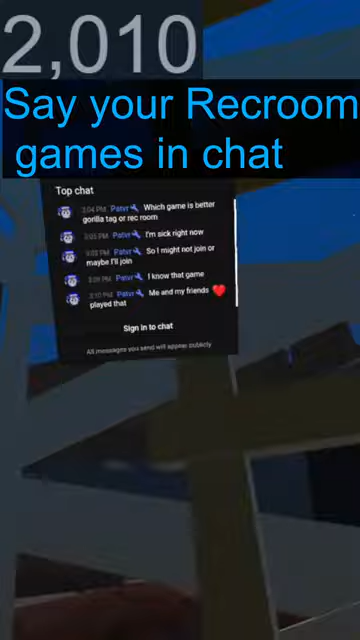 2,010
Say your Recroom
games in chat
Top chat
3:04 PM Patvr Which game is better
gorilla tag or rec room
3:05 PM Patvr I'm sick right now
Patvr So I might not join or
maybe I'll join
3:09 PM Patvr I know that game
3:10 PM Patvr Me and my friends
played that
Sign in to chat
All messages you send will appear publicly